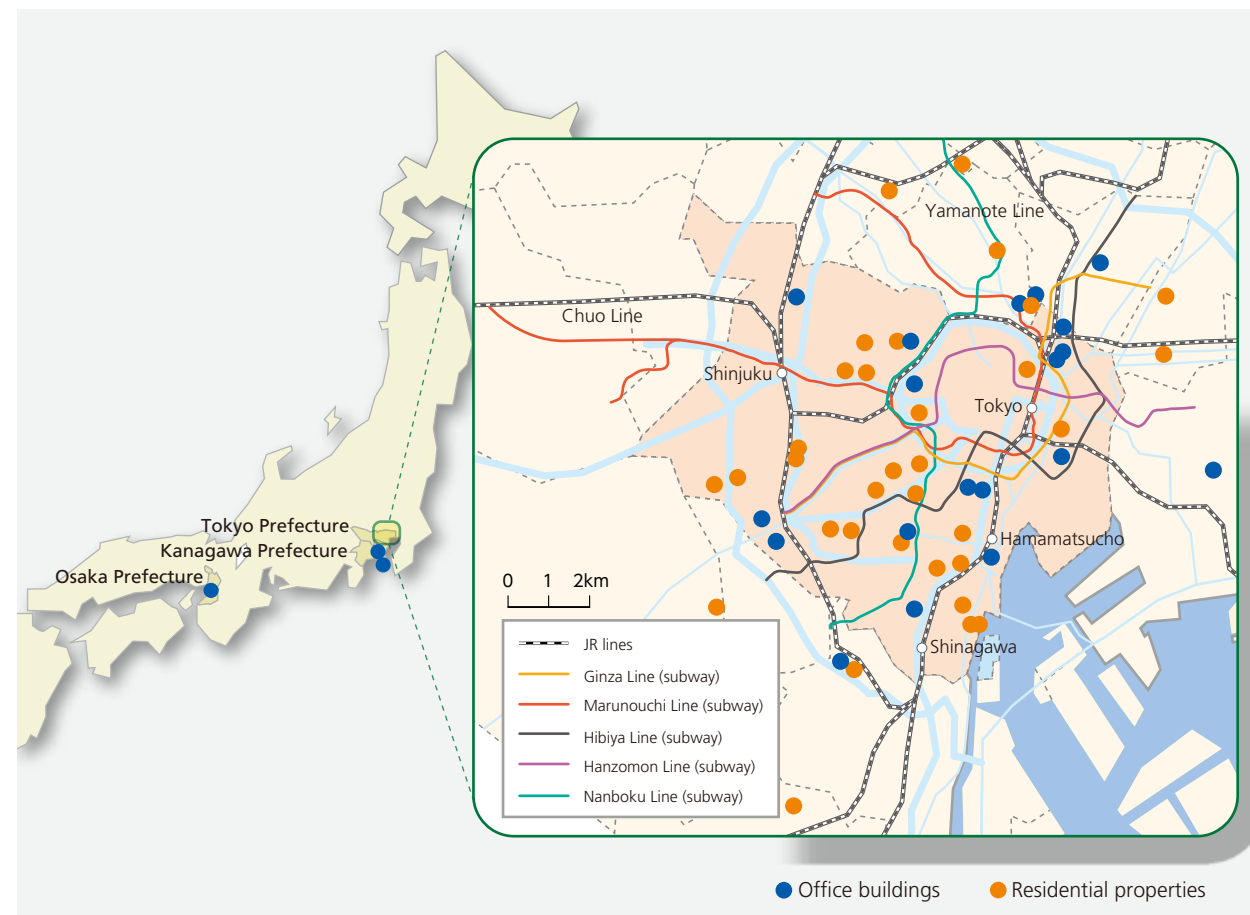 Tokyo Prefecture
Kanagawa Prefecture
Osaka Prefecture
Yamanote Line
Chuo Line
Shinjuku
Tokyo
Hamamatsucho
Shinagawa
0 1 2km
JR lines
Ginza Line (subway)
Marunouchi Line (subway)
Hibiya Line (subway)
Hanzomon Line (subway)
Nanboku Line (subway)
Office buildings Residential properties